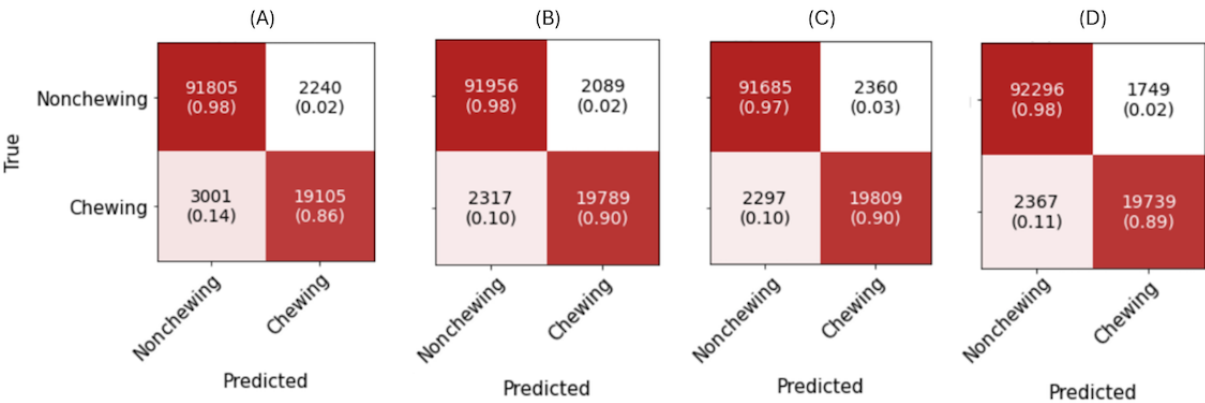 (A) (B) (C) (D)
True
Nonchewing
Chewing
91805 2240
(0.98) (0.02)
3001 19105
(0.14) (0.86)
Nonchewing Chewing
Predicted
91956 2089
(0.98) (0.02)
2317 19789
(0.10) (0.90)
Nonchewing Chewing
Predicted
91685 2360
(0.97) (0.03)
2297 19809
(0.10) (0.90)
Nonchewing Chewing
Predicted
92296 1749
(0.98) (0.02)
2367 19739
(0.11) (0.89)
Nonchewing Chewing
Predicted